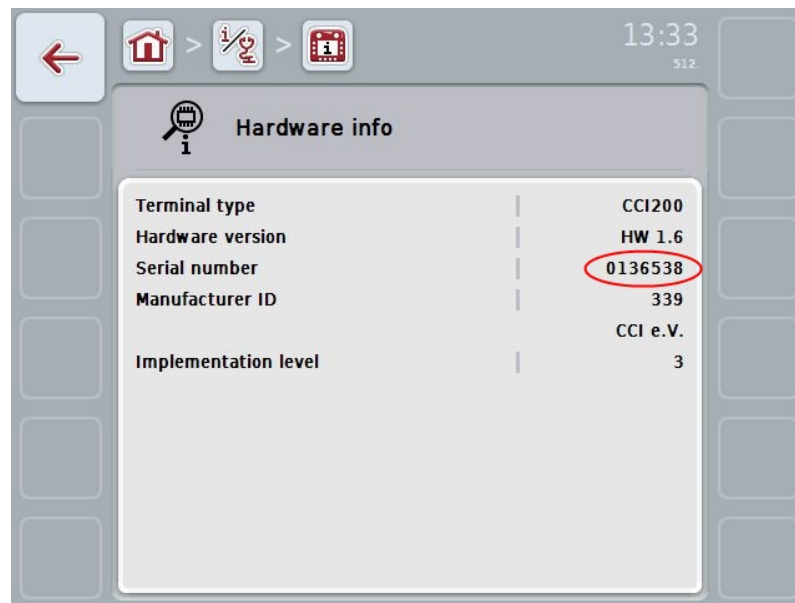 > >
13:33
512.
Hardware info
Terminal type | CCI200
Hardware version | HW 1.6
Serial number | 0136538
Manufacturer ID | 339
CCI e.V.
Implementation level | 3